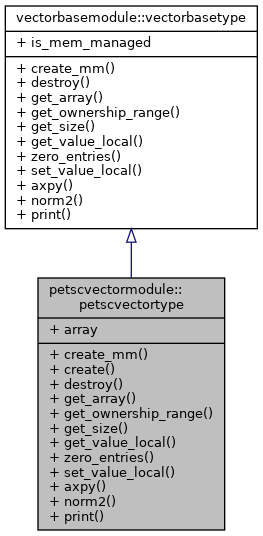 vectorbasemodule::vectorbasetype
+ is_mem_managed
+ create_mm()
+ destroy()
+ get_array()
+ get_ownership_range()
+ get_size()
+ get_value_local()
+ zero_entries()
+ set_value_local()
+ axpy()
+ norm2()
+ print()
petscvectormodule::
petscvectortype
+ array
+ create_mm()
+ create()
+ destroy()
+ get_array()
+ get_ownership_range()
+ get_size()
+ get_value_local()
+ zero_entries()
+ set_value_local()
+ axpy()
+ norm2()
+ print()